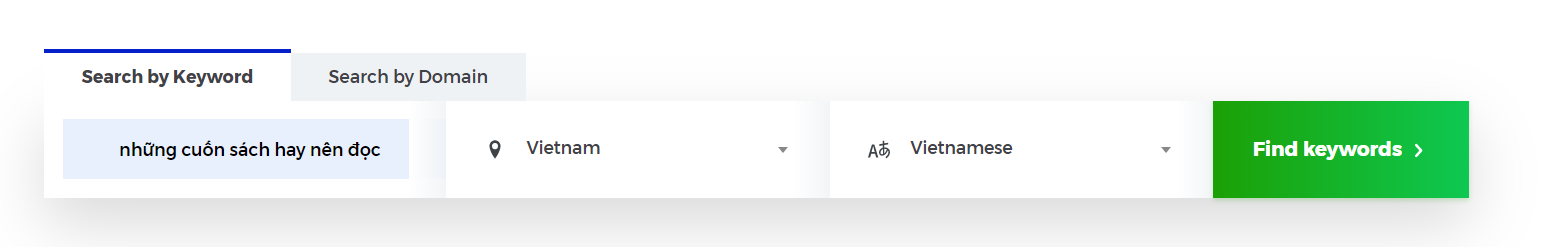 Search by Keyword
Search by Domain
những cuốn sách hay nên đọc
Vietnam
Vietnamese
Find keywords